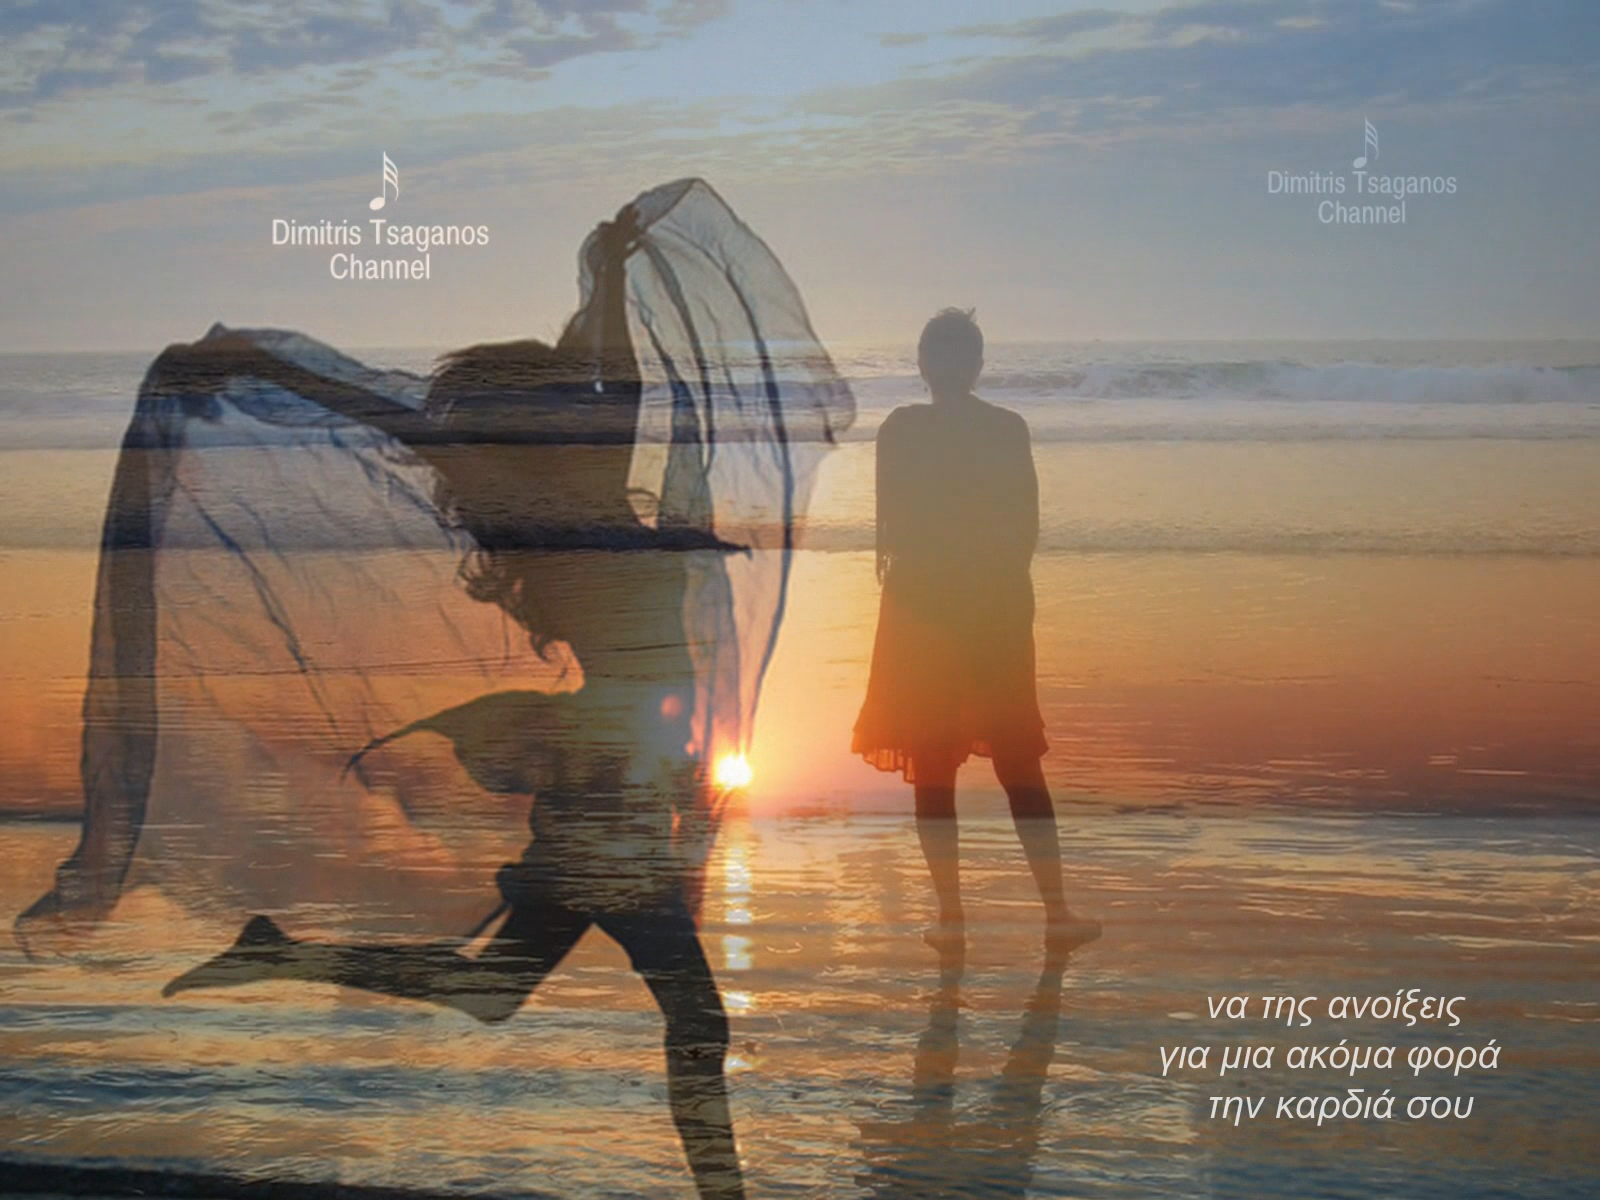 Dimitris Tsaganos
Channel
Dimitris Tsaganos
Channel
να της ανοίξεις
για μια ακόμα φορά
την καρδιά σου